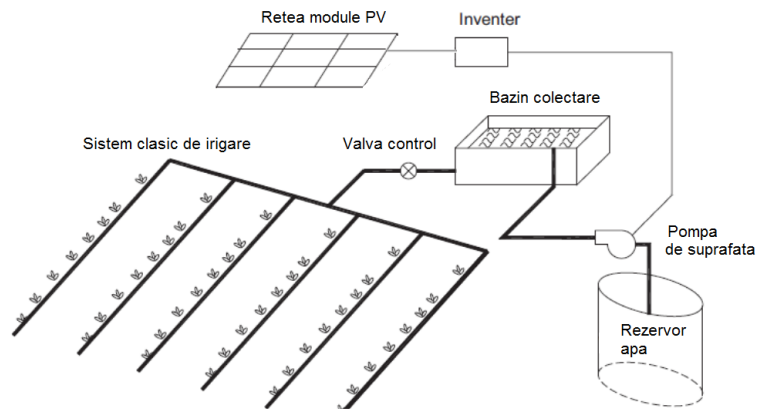 Retea module PV
Inventer
Bazin colectare
Sistem clasic de irigare
Valva control
Pompa
de suprafata
Rezervor
apa